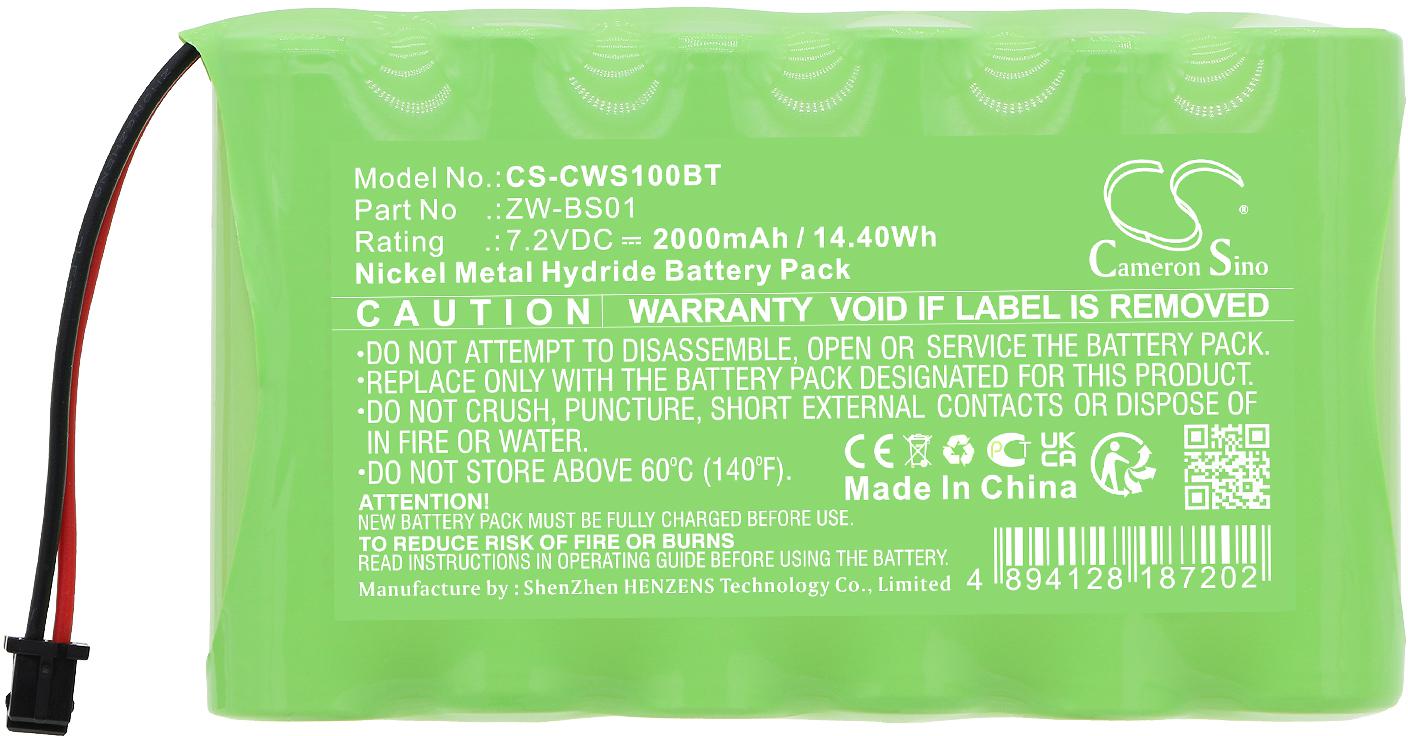 Model No.: CS-CWS100BT
Part No .: ZW-BS01
Rating .: 7.2VDC ⎓ 2000mAh / 14.40Wh
Nickel Metal Hydride Battery Pack
CS ®
Cameron Sino
CAUTION WARRANTY VOID IF LABEL IS REMOVED
•DO NOT ATTEMPT TO DISASSEMBLE, OPEN OR SERVICE THE BATTERY PACK.
•REPLACE ONLY WITH THE BATTERY PACK DESIGNATED FOR THIS PRODUCT.
•DO NOT CRUSH, PUNCTURE, SHORT EXTERNAL CONTACTS OR DISPOSE OF
IN FIRE OR WATER.
•DO NOT STORE ABOVE 60°C (140°F).
CE PCT UK
CA
Made In China
ATTENTION!
NEW BATTERY PACK MUST BE FULLY CHARGED BEFORE USE.
TO REDUCE RISK OF FIRE OR BURNS
READ INSTRUCTIONS IN OPERATING GUIDE BEFORE USING THE BATTERY.
Manufacture by : ShenZhen HENZENS Technology Co., Limited
4 894128 187202